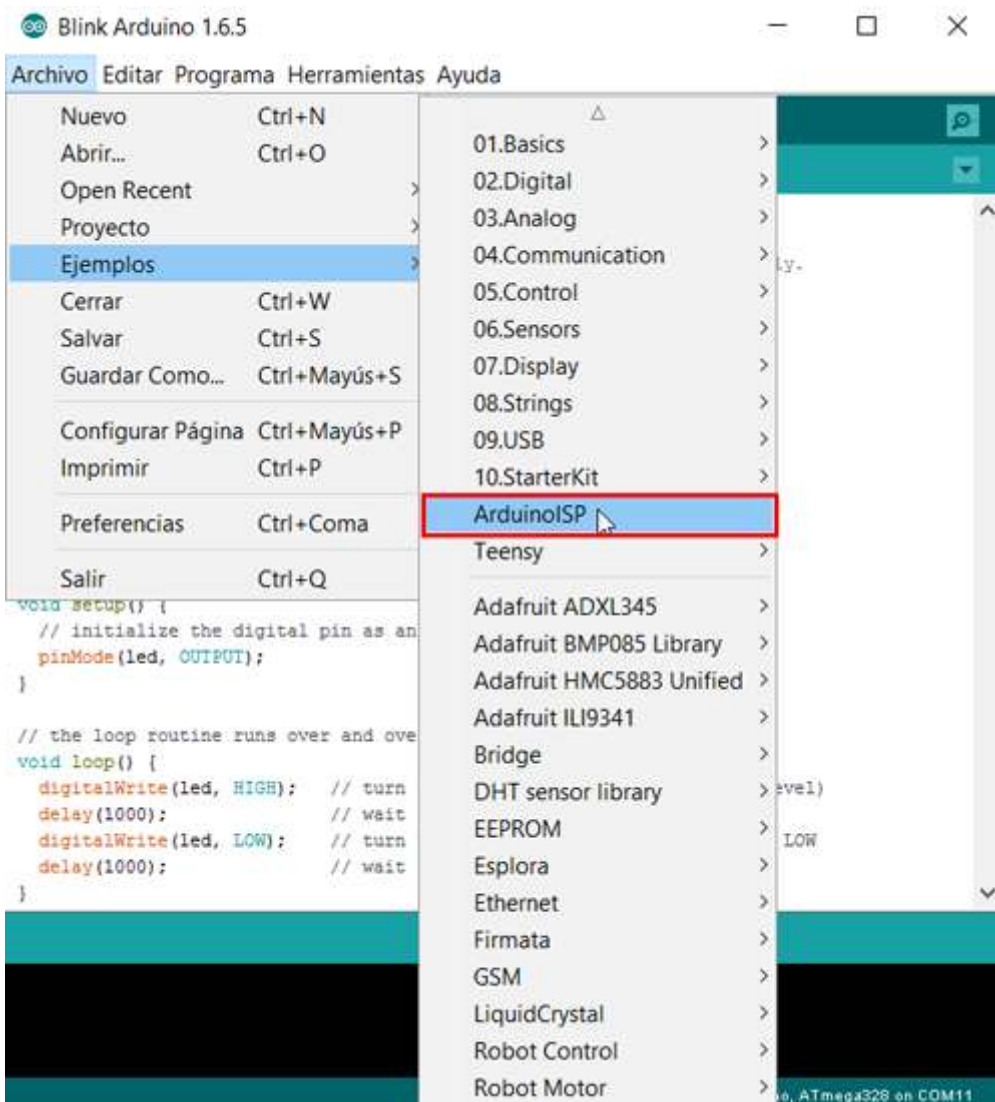 Blink Arduino 1.6.5
Archivo Editar Programa Herramientas Ayuda
Nuevo Ctrl+N
Abrir... Ctrl+O
Open Recent
Proyecto
Ejemplos
Cerrar Ctrl+W
Salvar Ctrl+S
Guardar Como... Ctrl+Mayús+S
Configurar Página Ctrl+Mayús+P
Imprimir Ctrl+P
Preferencias Ctrl+Coma
Salir Ctrl+Q
01.Basics
02.Digital
03.Analog
04.Communication
05.Control
06.Sensors
07.Display
08.Strings
09.USB
10.StarterKit
ArduinoISP
Teensy
Adafruit ADXL345
Adafruit BMP085 Library
Adafruit HMC5883 Unified
Adafruit ILI9341
Bridge
DHT sensor library
EEPROM
Esplora
Ethernet
Firmata
GSM
LiquidCrystal
Robot Control
Robot Motor
ly.
void setup() {
// initialize the digital pin as an
pinMode(led, OUTPUT);
}
// the loop routine runs over and ove
void loop() {
digitalWrite(led, HIGH); // turn evel)
delay(1000); // wait
digitalWrite(led, LOW); // turn LOW
delay(1000); // wait
}
o, ATmega328 on COM11